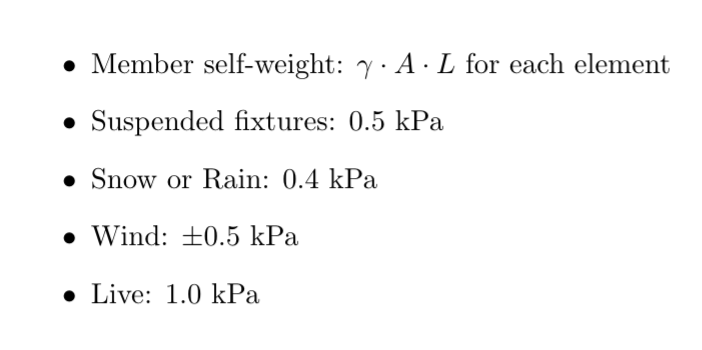 • Member self-weight: γ · A · L for each element
• Suspended fixtures: 0.5 kPa
• Snow or Rain: 0.4 kPa
• Wind: ±0.5 kPa
• Live: 1.0 kPa